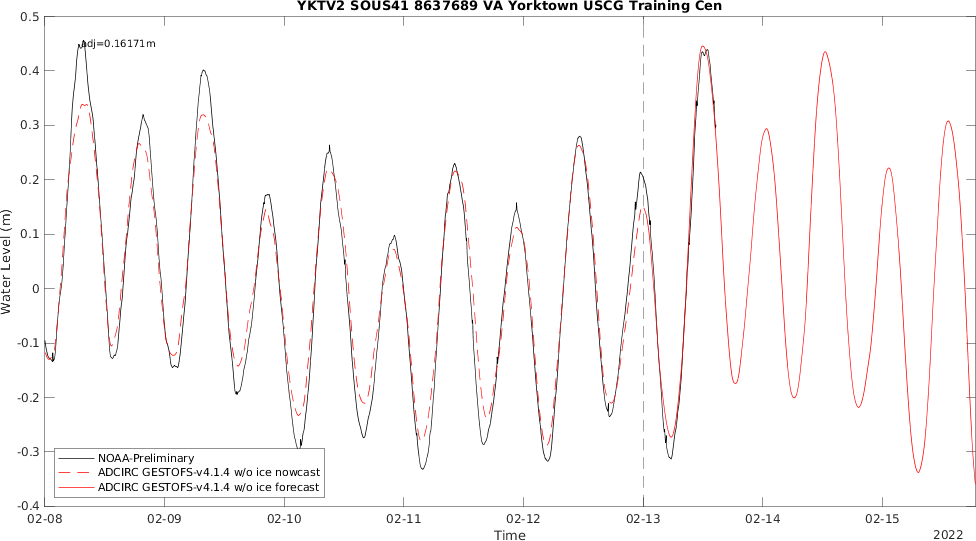 YKTV2 SOUS41 8637689 VA Yorktown USCG Training Cen
0.5
adj=0.16171m
0.4
0.3
0.2
0.1
0
-0.1
-0.2
-0.3
-0.4
Water Level (m)
NOAA-Preliminary
ADCIRC GESTOFS-v4.1.4 w/o ice nowcast
ADCIRC GESTOFS-v4.1.4 w/o ice forecast
02-08 02-09 02-10 02-11 02-12 02-13 02-14 02-15
Time
2022